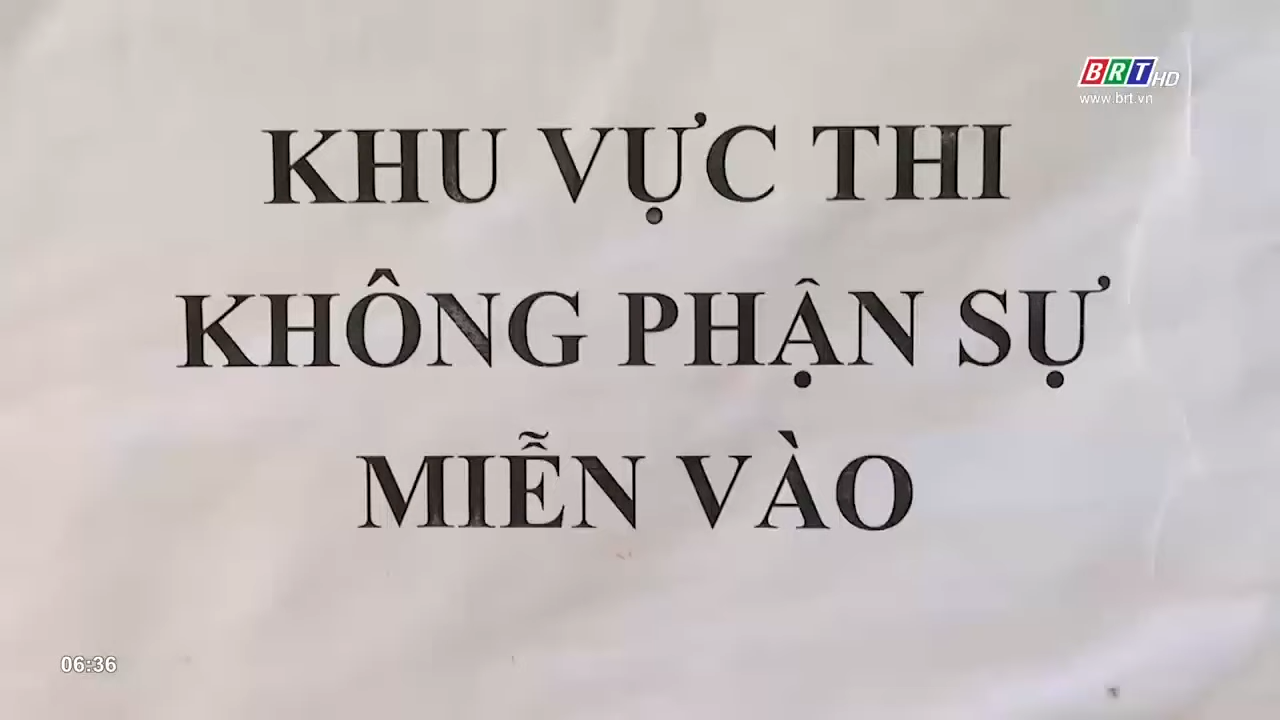 BRT HD
www.brt.vn
KHU VỰC THI
KHÔNG PHẬN SỰ
MIỄN VÀO
06:36